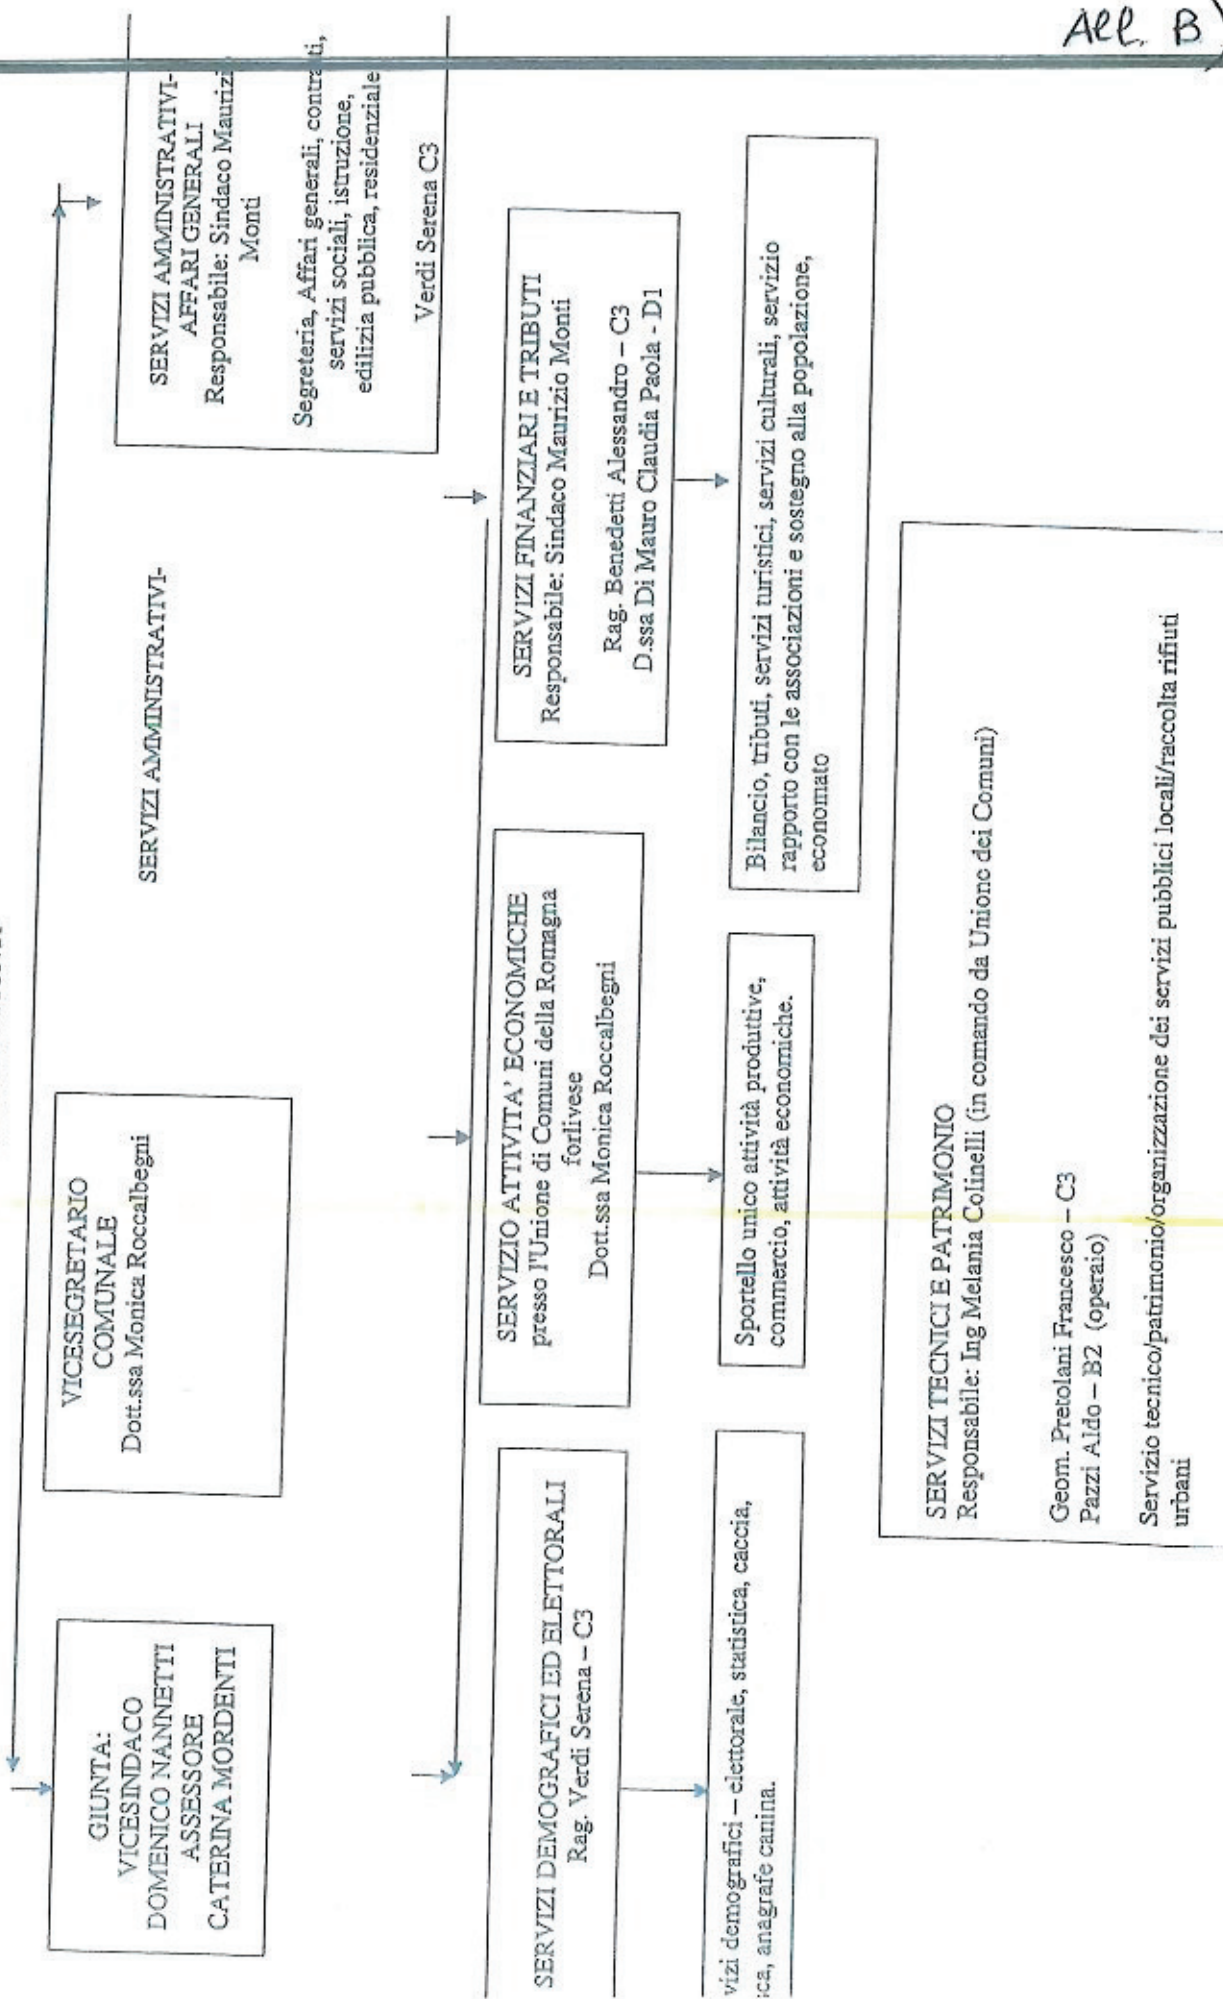 All. B)
GIUNTA:
VICESINDACO
DOMENICO NANNETTI
ASSESSORE
CATERINA MORDENTI
VICESEGRETARIO
COMUNALE
Dott.ssa Monica Roccalbegni
SERVIZI AMMINISTRATIVI-
SERVIZI AMMINISTRATIVI-
AFFARI GENERALI
Responsabile: Sindaco Maurizi
Monti
Segreteria, Affari generali, contratti,
servizi sociali, istruzione,
edilizia pubblica, residenziale
Verdi Serena C3
SERVIZI DEMOGRAFICI ED ELETTORALI
Rag. Verdi Serena – C3
vizi demografici – elettorale, statistica, caccia,
sca, anagrafe canina.
SERVIZIO ATTIVITA' ECONOMICHE
presso l'Unione di Comuni della Romagna
forlivese
Dott.ssa Monica Roccalbegni
Sportello unico attività produttive,
commercio, attività economiche.
SERVIZI FINANZIARI E TRIBUTI
Responsabile: Sindaco Maurizio Monti
Rag. Benedetti Alessandro – C3
D.ssa Di Mauro Claudia Paola - D1
Bilancio, tributi, servizi turistici, servizi culturali, servizio
rapporto con le associazioni e sostegno alla popolazione,
economato
SERVIZI TECNICI E PATRIMONIO
Responsabile: Ing Melania Colinelli (in comando da Unione dei Comuni)
Geom. Pretolani Francesco – C3
Pazzi Aldo – B2 (operaio)
Servizio tecnico/patrimonio/organizzazione dei servizi pubblici locali/raccolta rifiuti
urbani